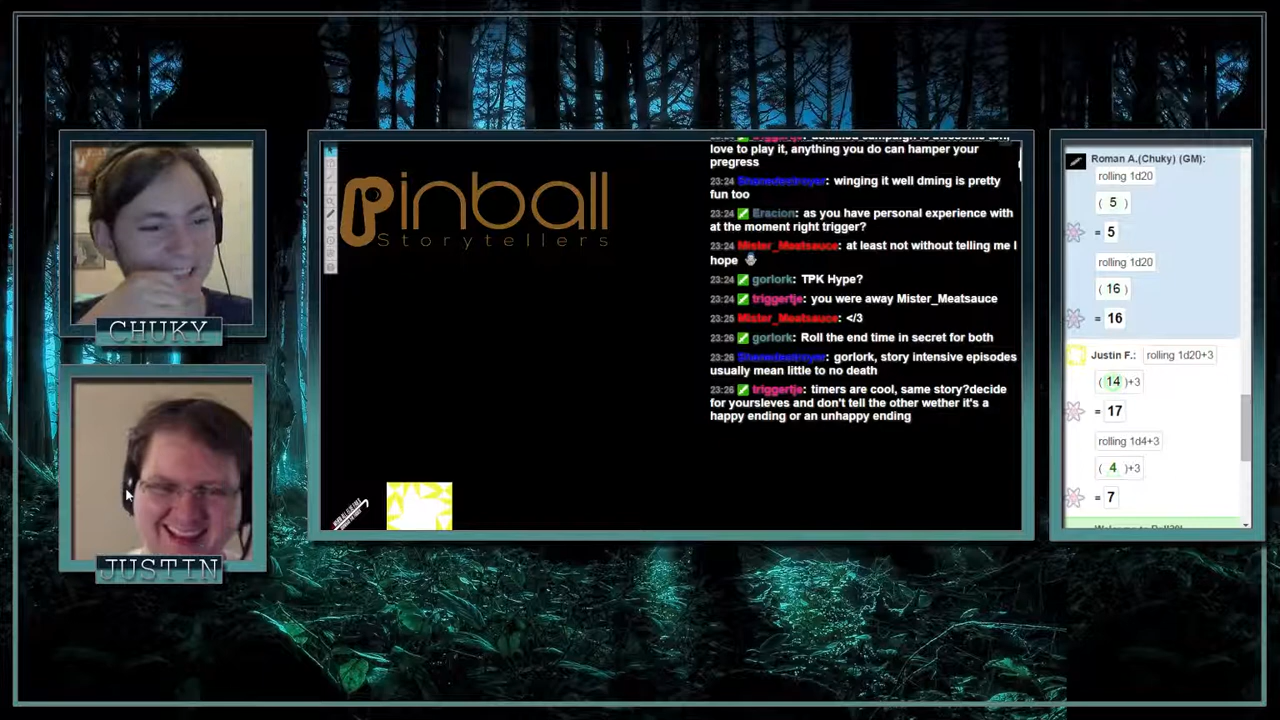 CHUKY
JUSTIN
Pinball
Storytellers
love to play it, anything you do can hamper your
pregress
23:24 Shanedestroyer: winging it well dming is pretty
fun too
23:24 Eracion: as you have personal experience with
at the moment right trigger?
23:24 Mister_Meatsauce: at least not without telling me I
hope
23:24 gorlork: TPK Hype?
23:24 triggertje: you were away Mister_Meatsauce
23:25 Mister_Meatsauce: </3
23:26 gorlork: Roll the end time in secret for both
23:26 gorlork, story intensive episodes
usually mean little to no death
23:26 triggertje: timers are cool, same story?decide
for yoursleves and don't tell the other wether it's a
happy ending or an unhappy ending
Roman A.(Chuky) (GM):
rolling 1d20
( 5 )
= 5
rolling 1d20
( 16 )
= 16
Justin F.: rolling 1d20+3
( 14 )+3
= 17
rolling 1d4+3
( 4 )+3
= 7